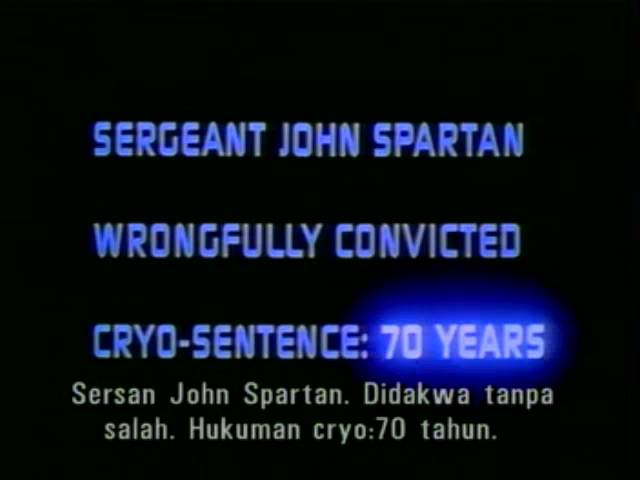 SERGEANT JOHN SPARTAN
WRONGFULLY CONVICTED
CRYO-SENTENCE: 70 YEARS
Sersan John Spartan. Didakwa tanpa
salah. Hukuman cryo:70 tahun.